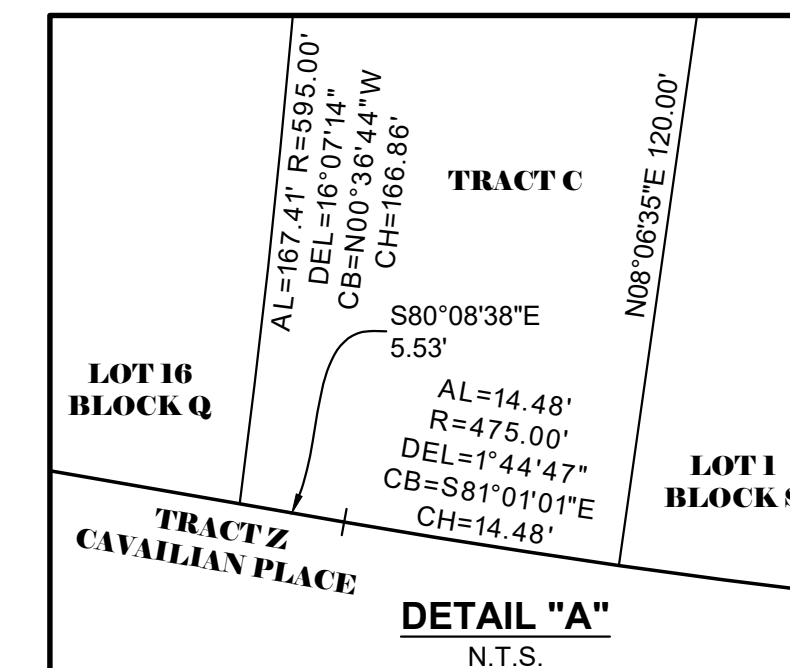 AL=167.41' R=595.00'
DEL=16°07'14"
CB=N00°36'44"W
CH=166.86'
TRACT C
N08°06'35"E 120.00'
S80°08'38"E
5.53'
LOT 16
BLOCK Q
AL=14.48'
R=475.00'
DEL=1°44'47"
CB=S81°01'01"E
CH=14.48'
LOT 1
BLOCK
TRACT Z
CAVAILIAN PLACE
DETAIL "A"
N.T.S.